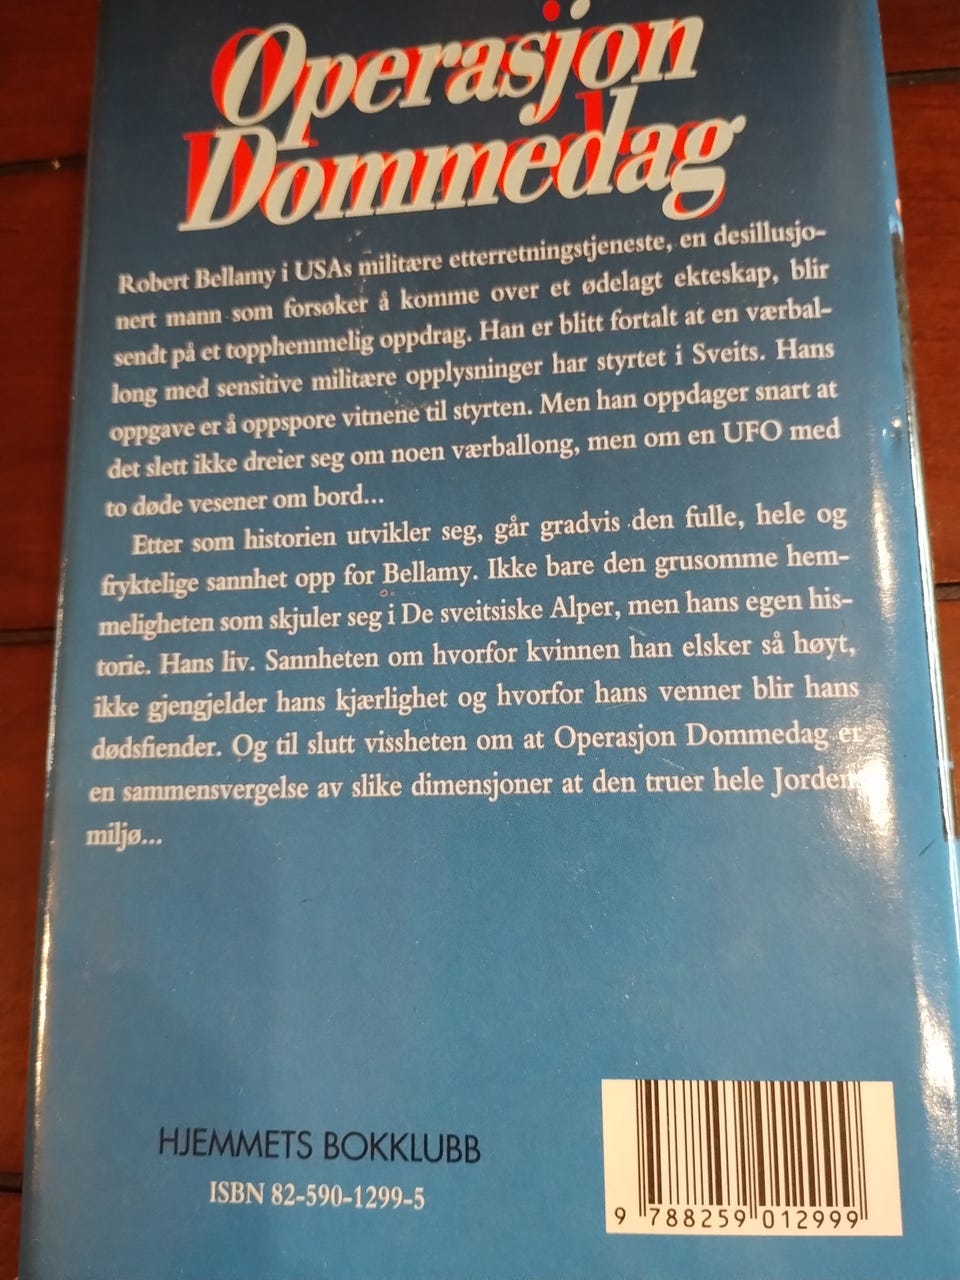 Operasjon
Dommedag
Robert Bellamy i USAs militære etterretningstjeneste, en desillusjo-
nert mann som forsøker å komme over et ødelagt ekteskap, blir
sendt på et topphemmelig oppdrag. Han er blitt fortalt at en værbal-
long med sensitive militære opplysninger har styrtet i Sveits. Hans
oppgave er å oppspore vitnene til styrten. Men han oppdager snart at
det slett ikke dreier seg om noen værballong, men om en UFO med
to døde vesener om bord...
Etter som historien utvikler seg, går gradvis den fulle, hele og
fryktelige sannhet opp for Bellamy. Ikke bare den grusomme hem-
meligheten som skjuler seg i De sveitsiske Alper, men hans egen his-
torie. Hans liv. Sannheten om hvorfor kvinnen han elsker så høyt,
ikke gjengjelder hans kjærlighet og hvorfor hans venner blir hans
dødsfiender. Og til slutt vissheten om at Operasjon Dommedag er
en sammensvergelse av slike dimensjoner at den truer hele Jordens
miljø...
HJEMMETS BOKKLUBB
ISBN 82-590-1299-5
9 788259 012999